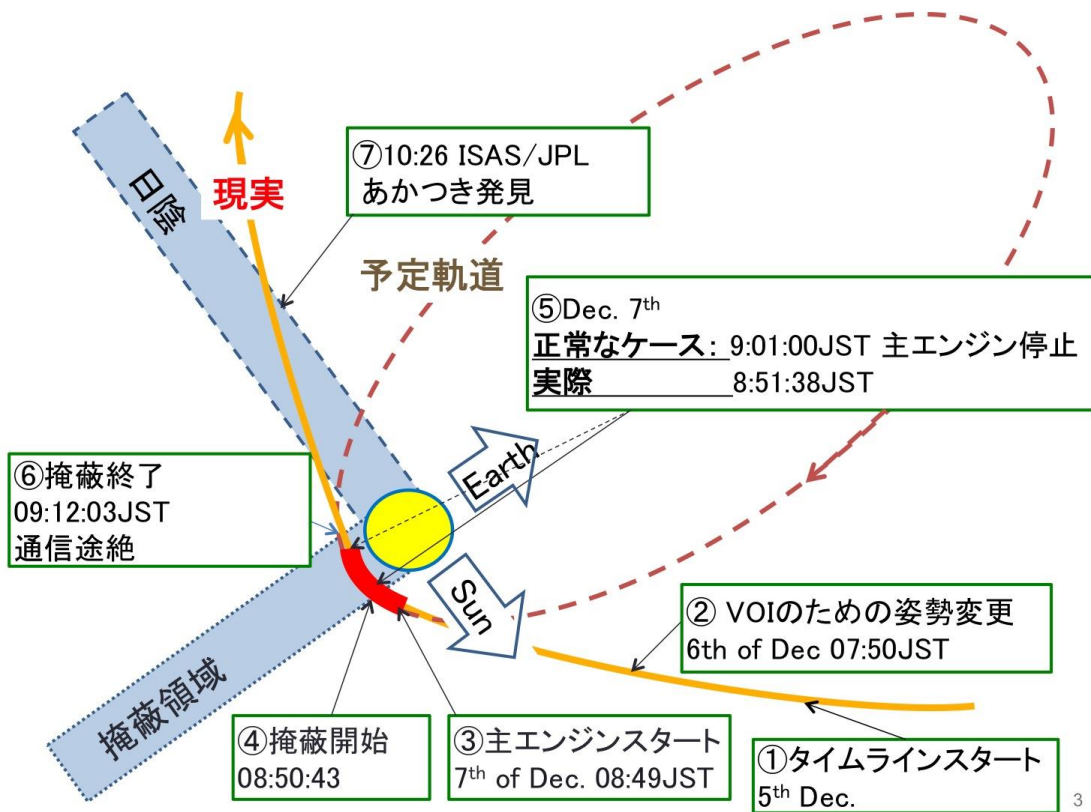 日陰
現実
⑦10:26 ISAS/JPL
あかつき発見
予定軌道
⑤Dec. 7th
正常なケース: 9:01:00JST 主エンジン停止
実際 8:51:38JST
Earth
Sun
⑥掩蔽終了
09:12:03JST
通信途絶
② VOIのための姿勢変更
6th of Dec 07:50JST
掩蔽領域
④掩蔽開始
08:50:43
③主エンジンスタート
7th of Dec. 08:49JST
①タイムラインスタート
5th Dec.
3